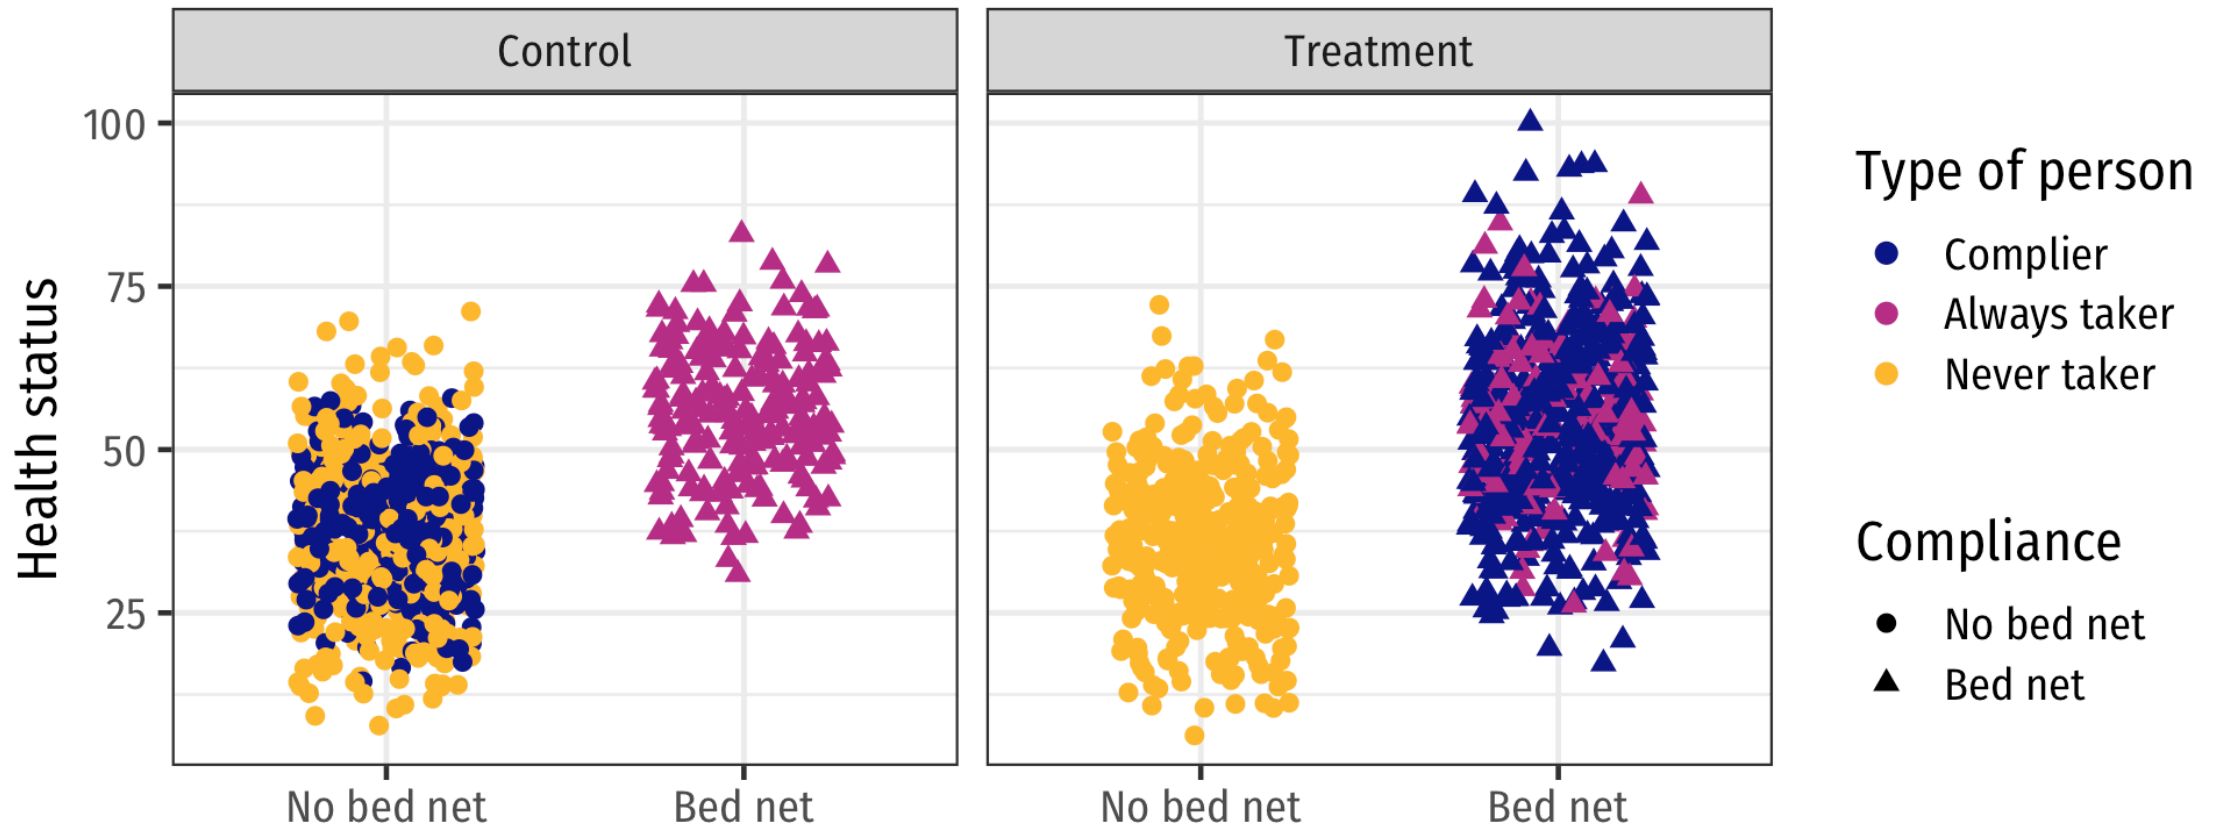 Control
Treatment
Health status
100
75
50
25
No bed net
Bed net
No bed net
Bed net
Type of person
Complier
Always taker
Never taker
Compliance
No bed net
Bed net